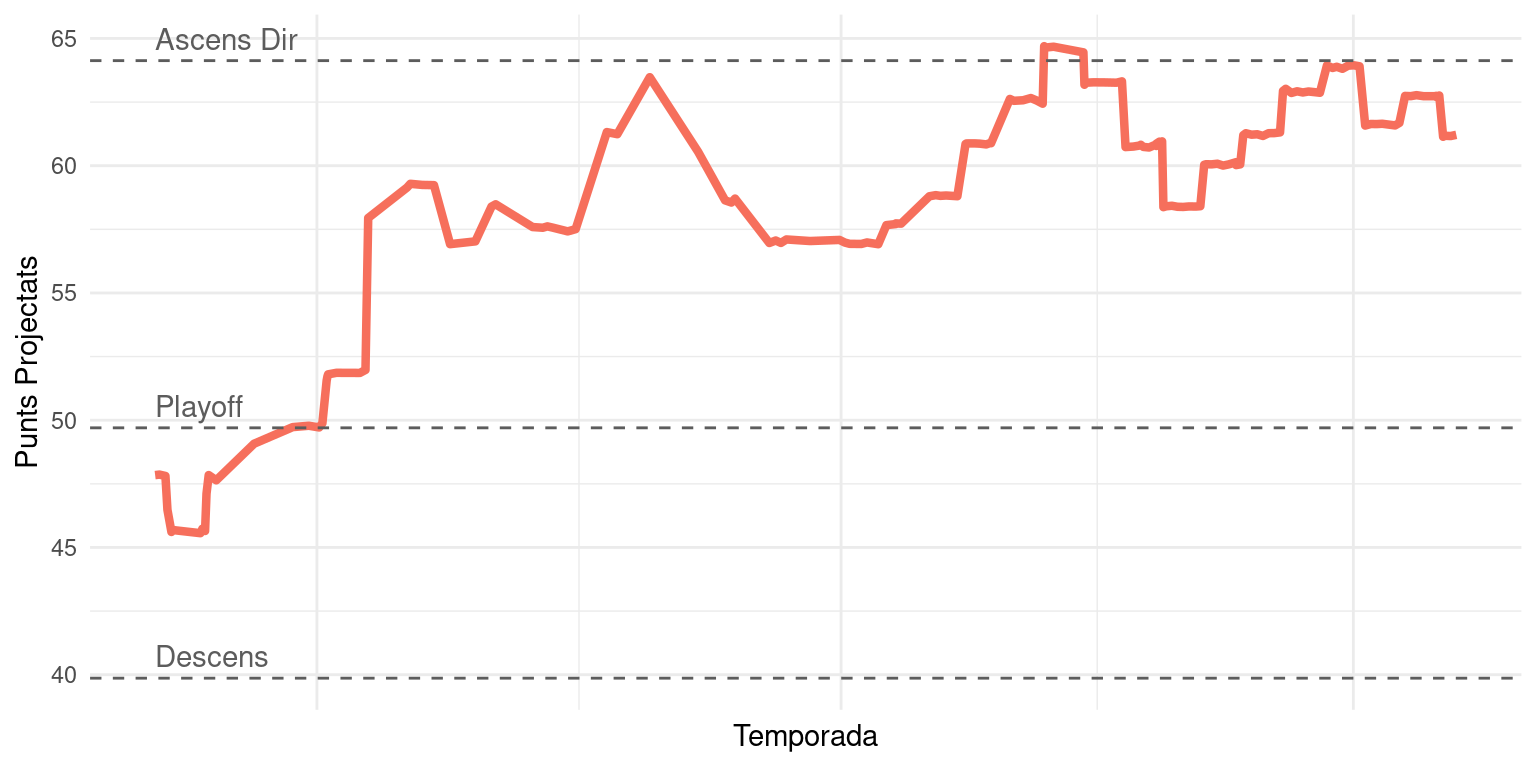 65
Ascens Dir
60
55
Punts Projectats
Playoff
50
45
Descens
40
Temporada